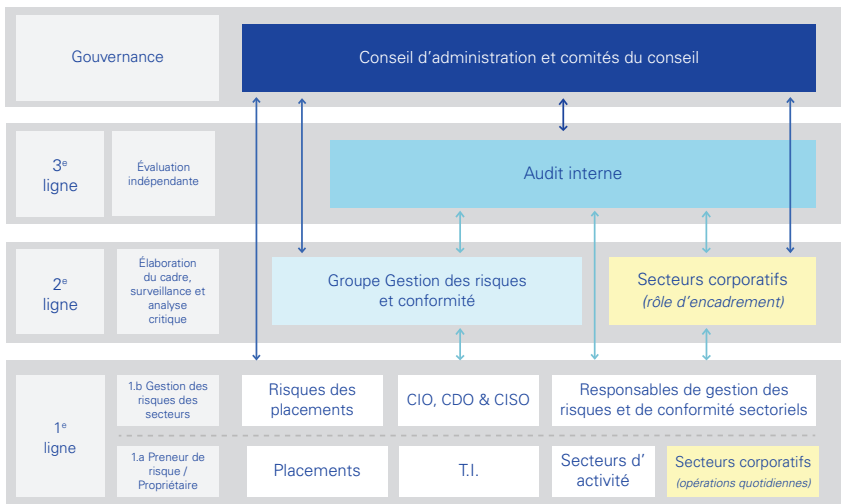 Gouvernance
Conseil d'administration et comités du conseil
3e
ligne
Évaluation
indépendante
Audit interne
2e
ligne
Élaboration
du cadre,
surveillance et
analyse
critique
Groupe Gestion des risques
et conformité
Secteurs corporatifs
(rôle d'encadrement)
1e
ligne
1.b Gestion des
risques des
secteurs
Risques des
placements
CIO, CDO & CISO
Responsables de gestion des
risques et de conformité sectoriels
1.a Preneur de
risque /
Propriétaire
Placements
T.I.
Secteurs d'
activité
Secteurs corporatifs
(opérations quotidiennes)